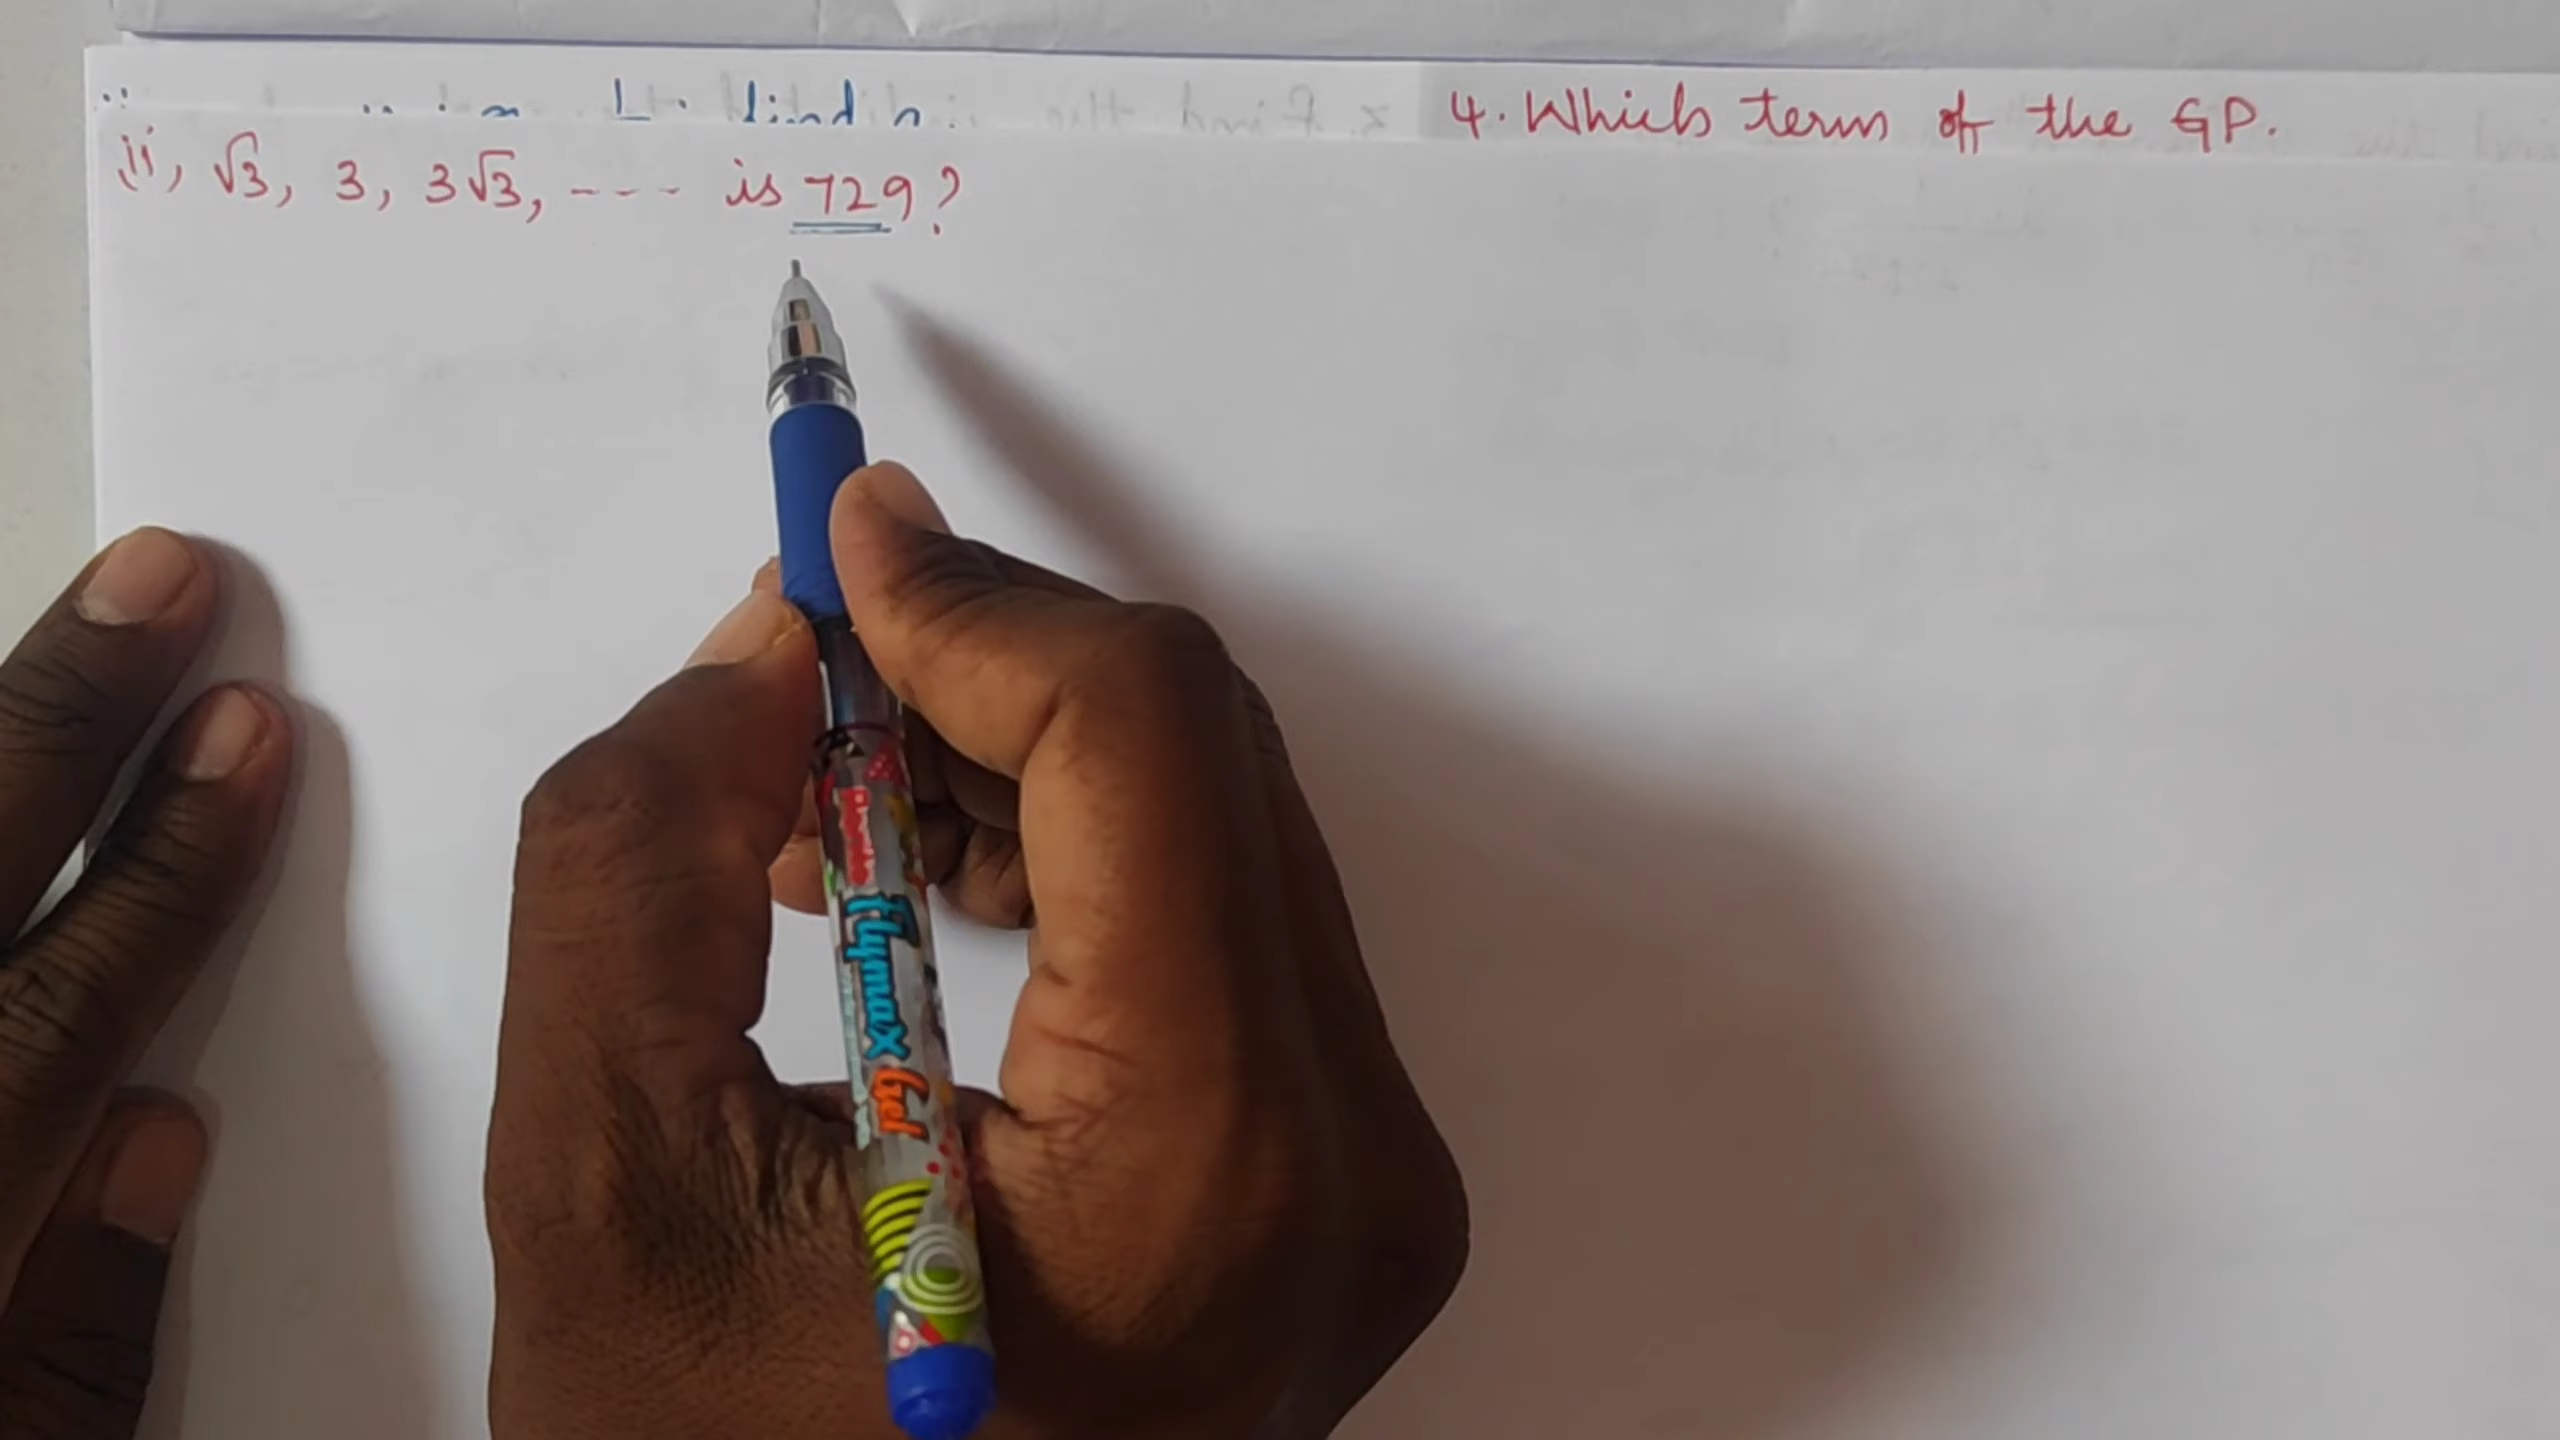 4. Which term of the GP.
ii, √3, 3, 3√3, ---- is 729?
Flymax Gel